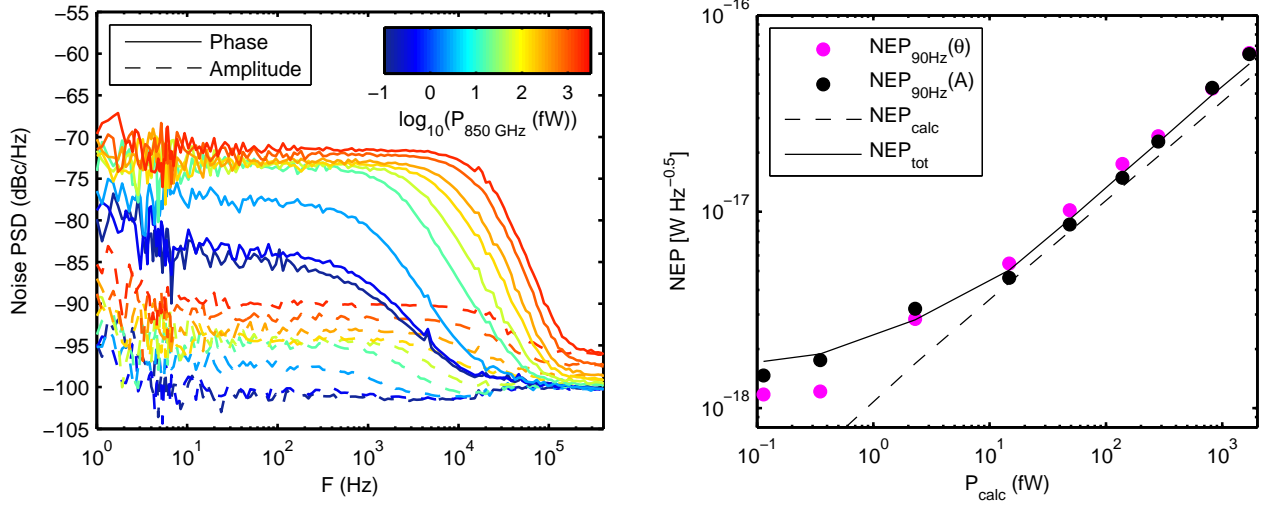 −55
−60
−65
−70
−75
−80
−85
−90
−95
−100
−105
Noise PSD (dBc/Hz)
Phase
Amplitude
−1 0 1 2 3
log10(P850 GHz (fW))
10^0 10^1 10^2 10^3 10^4 10^5
F (Hz)
10^−16
10^−17
10^−18
NEP [W Hz^−0.5]
NEP90Hz(θ)
NEP90Hz(A)
NEPcalc
NEPtot
10^−1 10^0 10^1 10^2 10^3
Pcalc (fW)